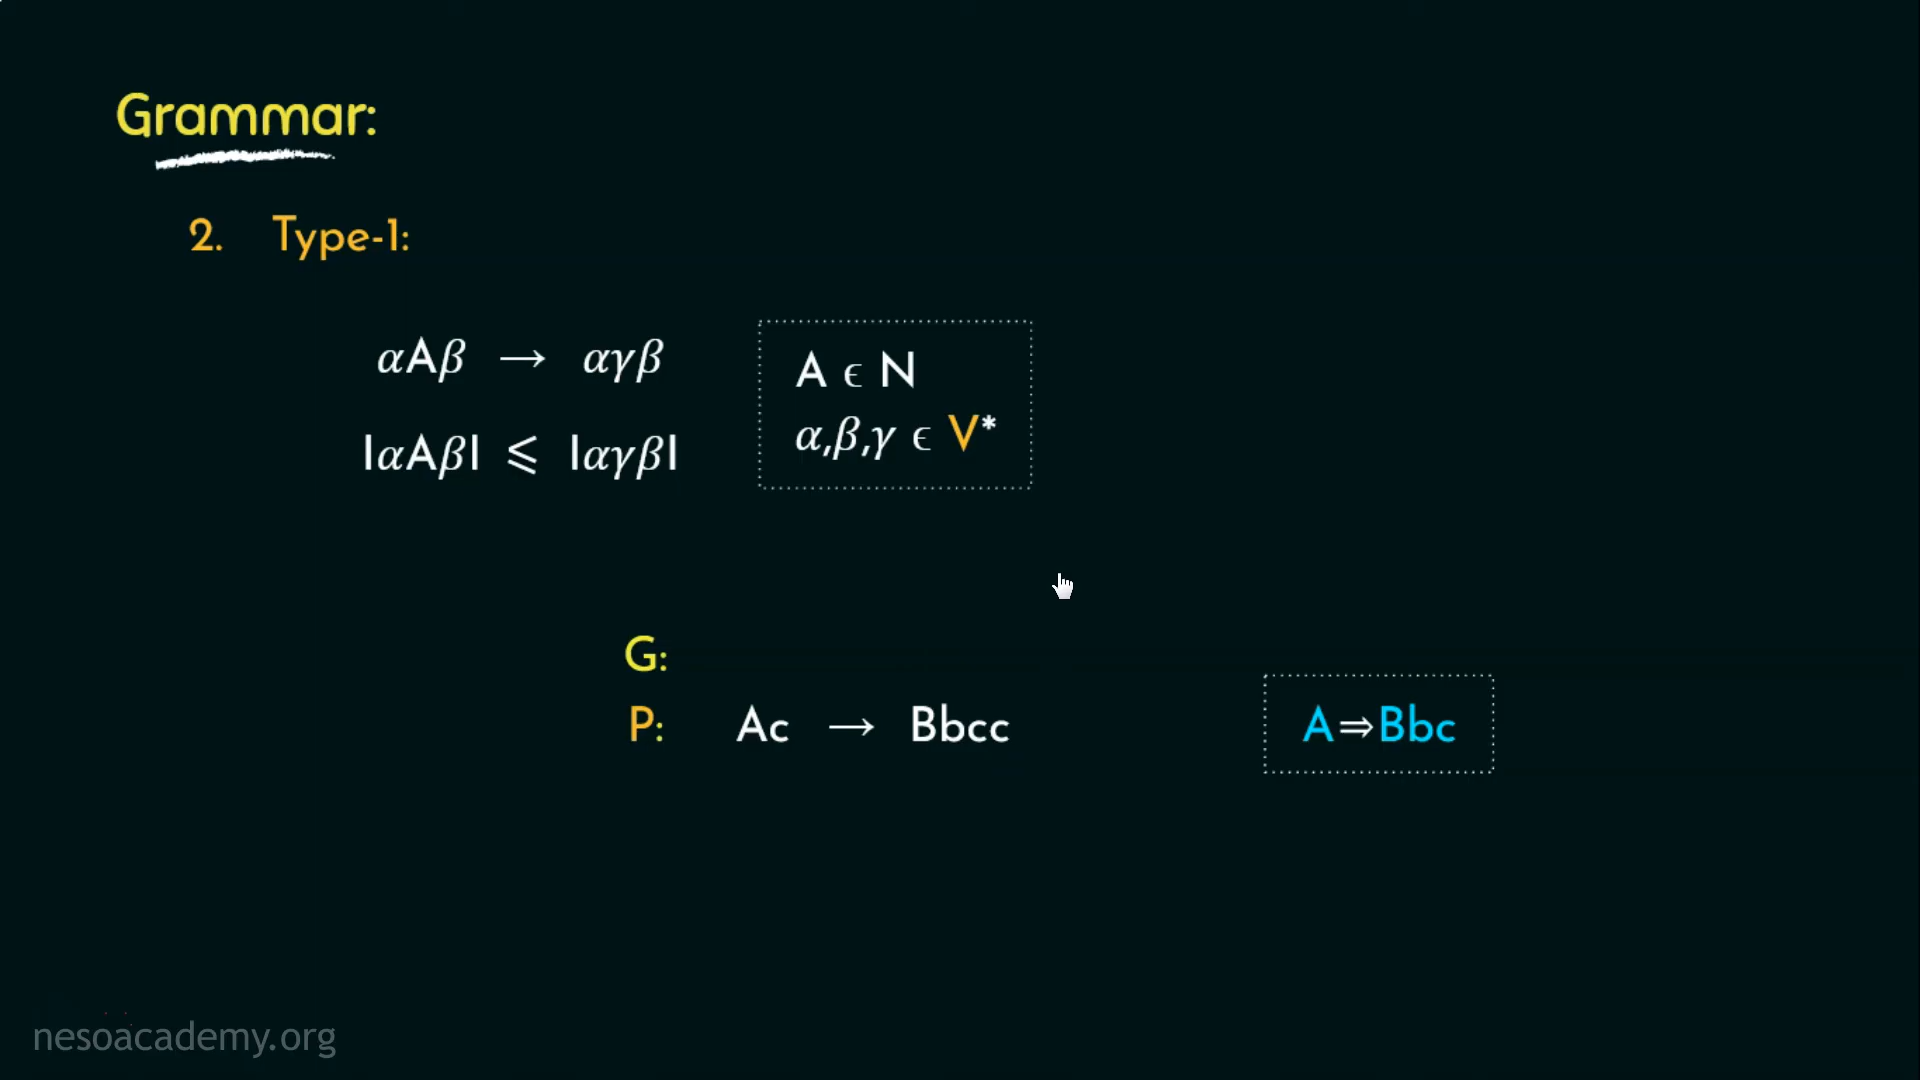 Grammar:
2. Type-1:
αAβ → αγβ
A ϵ N
α,β,γ ϵ V*
|αAβ| ⩽ |αγβ|
G:
P: Ac → Bbcc
A⇒Bbc
nesoacademy.org